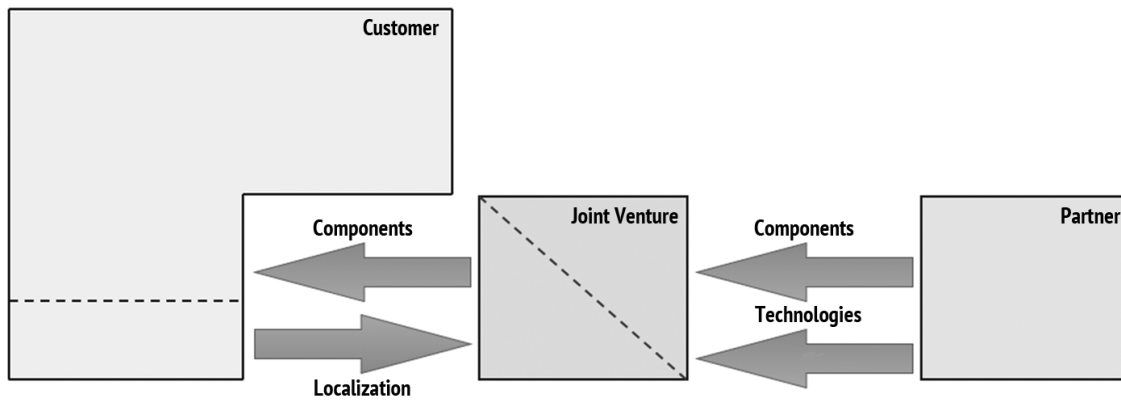 Customer
Joint Venture
Partner
Components
Components
Technologies
Localization